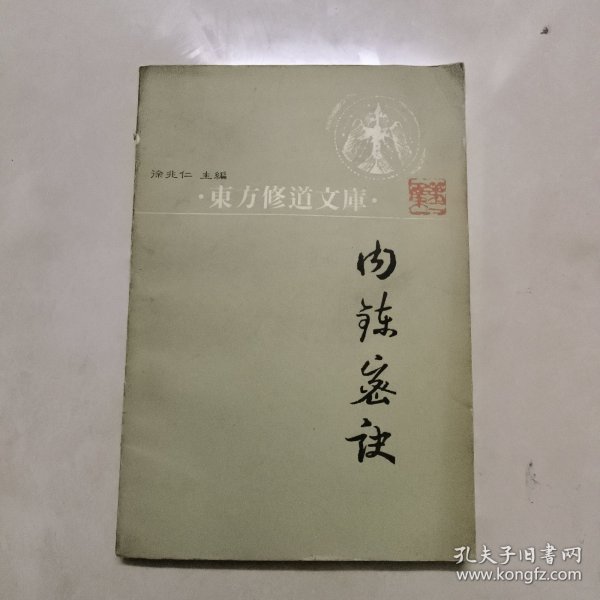 徐兆仁 主編
·東方修道文庫·
内
鍊
密
訣
孔夫子旧書网
www.kongfz.com